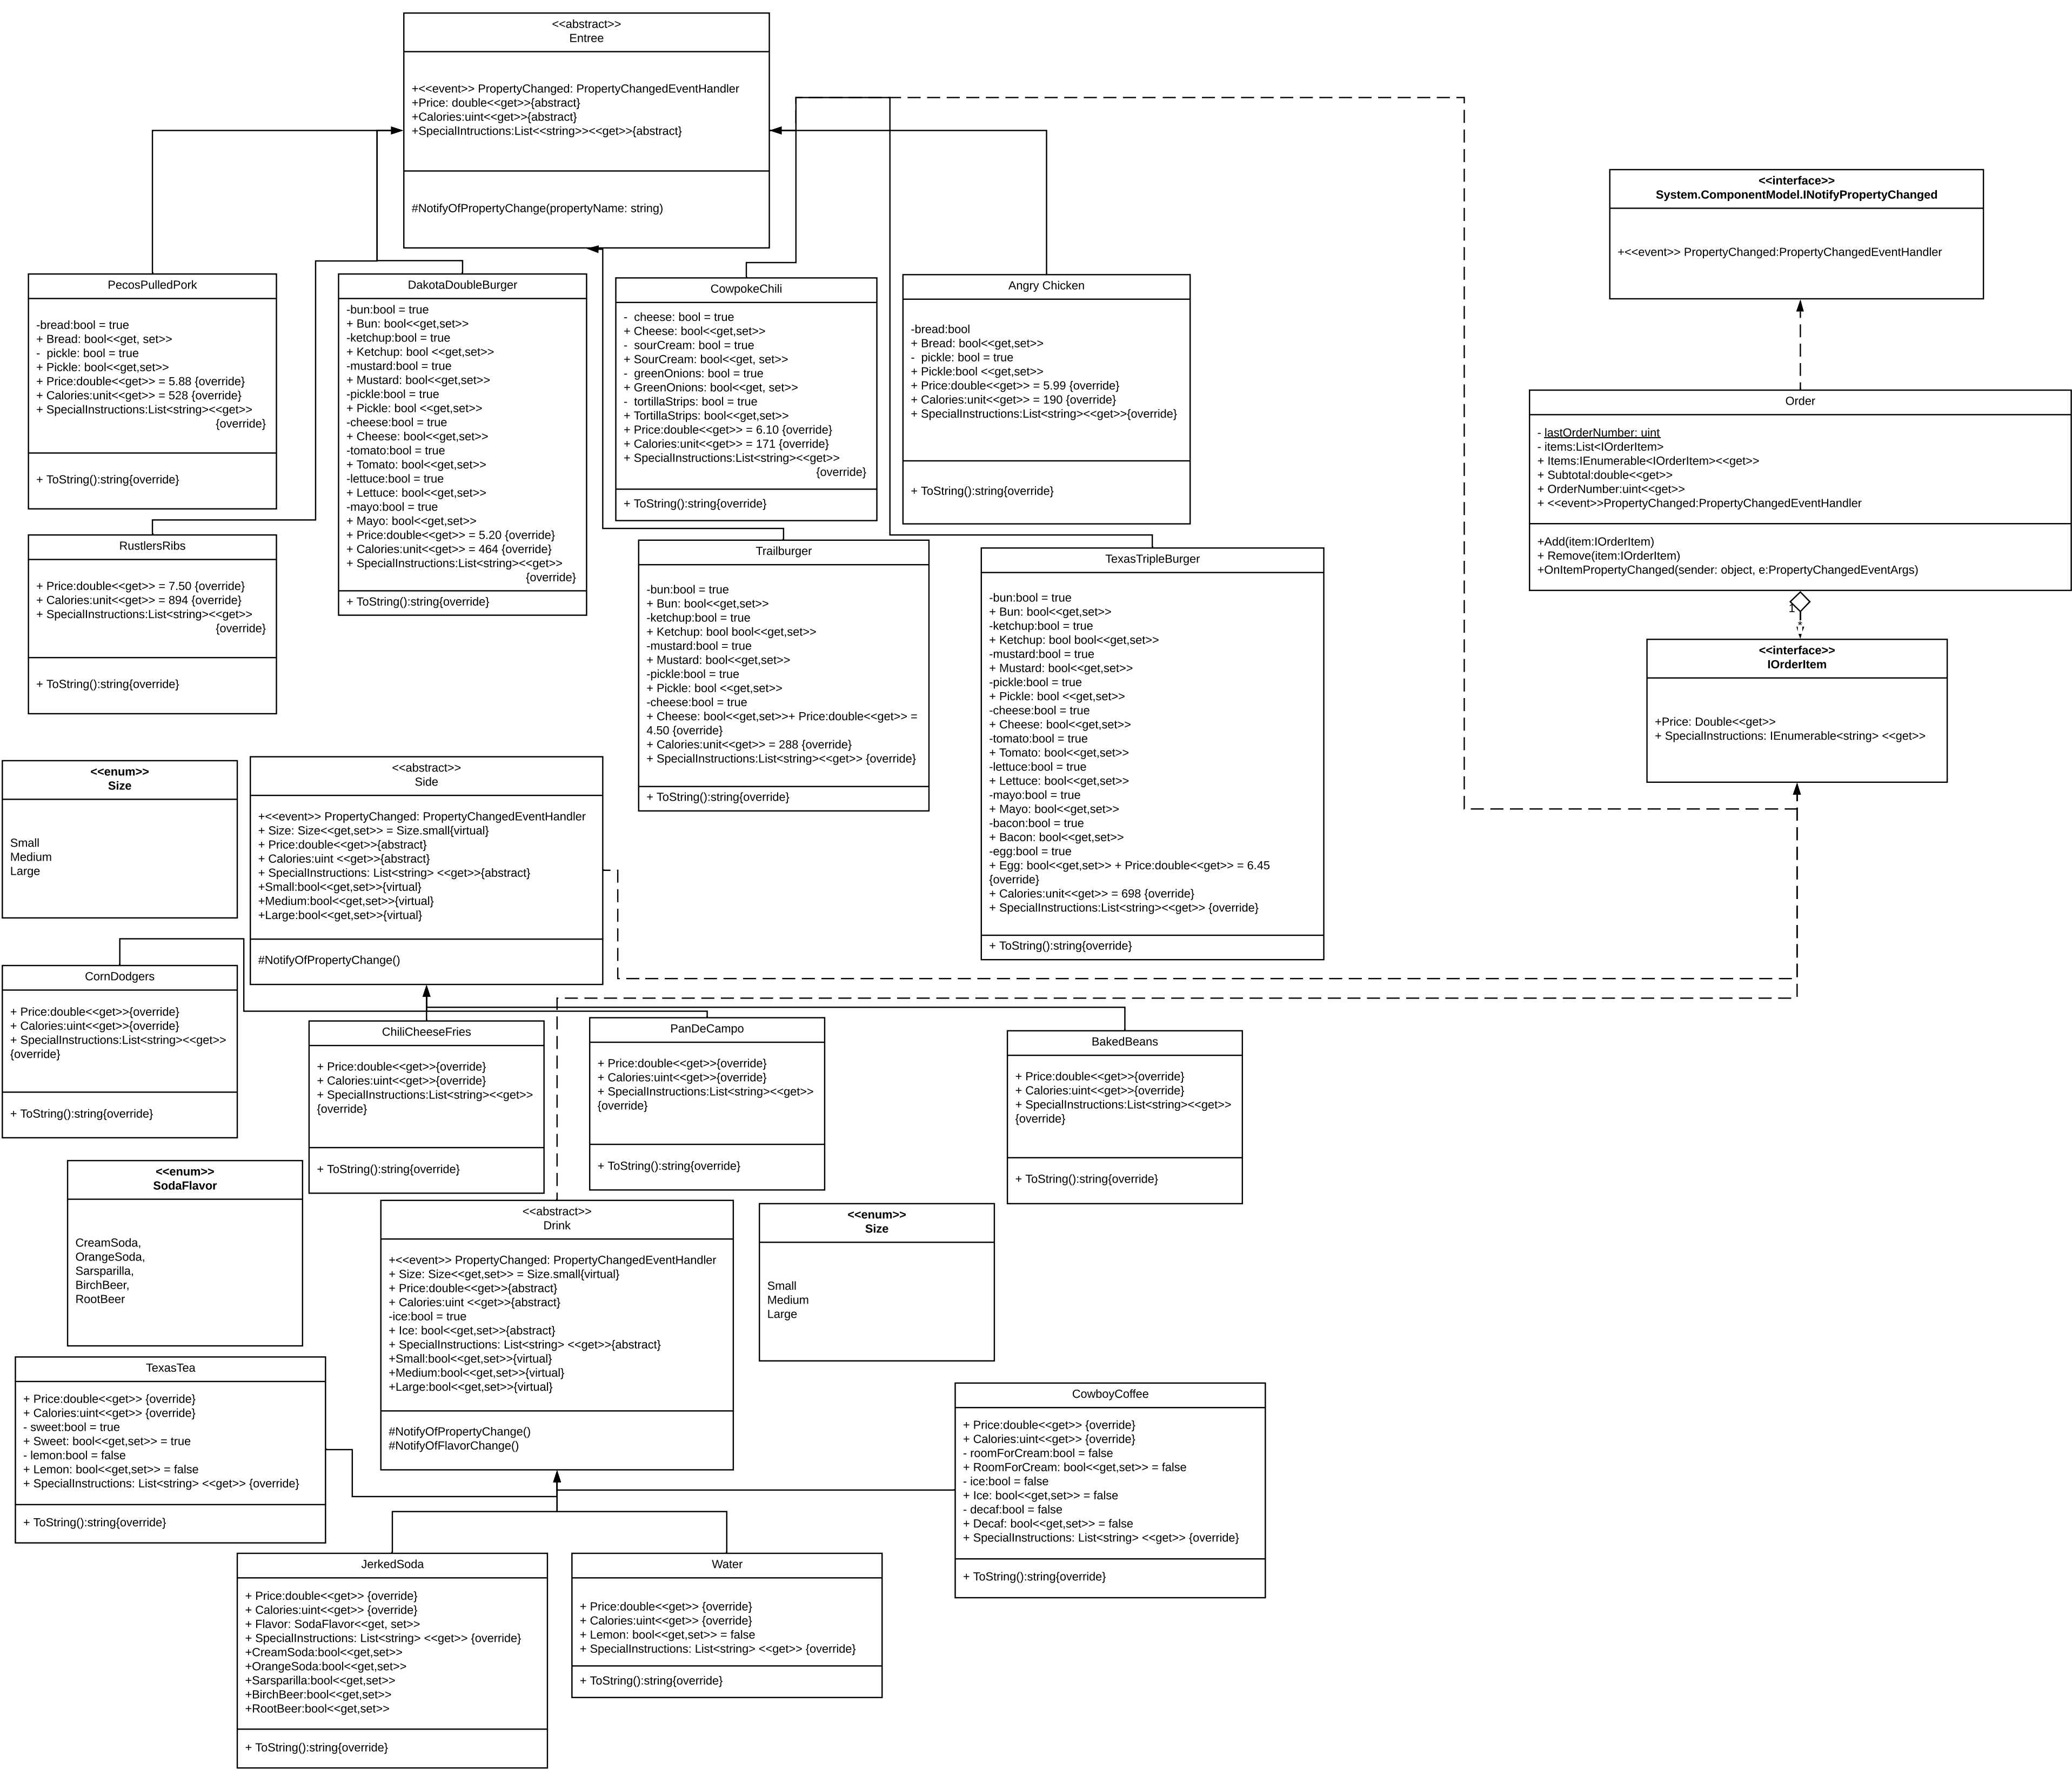 <<abstract>>
Entree
+<<event>> PropertyChanged: PropertyChangedEventHandler
+Price: double<<get>>{abstract}
+Calories:uint<<get>>{abstract}
+SpecialIntructions:List<<string>><<get>>{abstract}
#NotifyOfPropertyChange(propertyName: string)
<<interface>>
System.ComponentModel.INotifyPropertyChanged
+<<event>> PropertyChanged:PropertyChangedEventHandler
PecosPulledPork
-bread:bool = true
+ Bread: bool<<get, set>>
-  pickle: bool = true
+ Pickle: bool<<get,set>>
+ Price:double<<get>> = 5.88 {override}
+ Calories:unit<<get>> = 528 {override}
+ SpecialInstructions:List<string><<get>>
{override}
+ ToString():string{override}
DakotaDoubleBurger
-bun:bool = true
+ Bun: bool<<get,set>>
-ketchup:bool = true
+ Ketchup: bool <<get,set>>
-mustard:bool = true
+ Mustard: bool<<get,set>>
-pickle:bool = true
+ Pickle: bool <<get,set>>
-cheese:bool = true
+ Cheese: bool<<get,set>>
-tomato:bool = true
+ Tomato: bool<<get,set>>
-lettuce:bool = true
+ Lettuce: bool<<get,set>>
-mayo:bool = true
+ Mayo: bool<<get,set>>
+ Price:double<<get>> = 5.20 {override}
+ Calories:unit<<get>> = 464 {override}
+ SpecialInstructions:List<string><<get>>
{override}
+ ToString():string{override}
CowpokeChili
-  cheese: bool = true
+ Cheese: bool<<get,set>>
-  sourCream: bool = true
+ SourCream: bool<<get, set>>
-  greenOnions: bool = true
+ GreenOnions: bool<<get, set>>
-  tortillaStrips: bool = true
+ TortillaStrips: bool<<get,set>>
+ Price:double<<get>> = 6.10 {override}
+ Calories:unit<<get>> = 171 {override}
+ SpecialInstructions:List<string><<get>>
{override}
+ ToString():string{override}
Angry Chicken
-bread:bool
+ Bread: bool<<get,set>>
-  pickle: bool = true
+ Pickle:bool <<get,set>>
+ Price:double<<get>> = 5.99 {override}
+ Calories:unit<<get>> = 190 {override}
+ SpecialInstructions:List<string><<get>>{override}
+ ToString():string{override}
Order
- lastOrderNumber: uint
- items:List<IOrderItem>
+ Items:IEnumerable<IOrderItem><<get>>
+ Subtotal:double<<get>>
+ OrderNumber:uint<<get>>
+ <<event>>PropertyChanged:PropertyChangedEventHandler
+Add(item:IOrderItem)
+ Remove(item:IOrderItem)
+OnItemPropertyChanged(sender: object, e:PropertyChangedEventArgs)
1
*
RustlersRibs
+ Price:double<<get>> = 7.50 {override}
+ Calories:unit<<get>> = 894 {override}
+ SpecialInstructions:List<string><<get>>
{override}
+ ToString():string{override}
Trailburger
-bun:bool = true
+ Bun: bool<<get,set>>
-ketchup:bool = true
+ Ketchup: bool bool<<get,set>>
-mustard:bool = true
+ Mustard: bool<<get,set>>
-pickle:bool = true
+ Pickle: bool <<get,set>>
-cheese:bool = true
+ Cheese: bool<<get,set>>+ Price:double<<get>> =
4.50 {override}
+ Calories:unit<<get>> = 288 {override}
+ SpecialInstructions:List<string><<get>> {override}
+ ToString():string{override}
TexasTripleBurger
-bun:bool = true
+ Bun: bool<<get,set>>
-ketchup:bool = true
+ Ketchup: bool bool<<get,set>>
-mustard:bool = true
+ Mustard: bool<<get,set>>
-pickle:bool = true
+ Pickle: bool <<get,set>>
-cheese:bool = true
+ Cheese: bool<<get,set>>
-tomato:bool = true
+ Tomato: bool<<get,set>>
-lettuce:bool = true
+ Lettuce: bool<<get,set>>
-mayo:bool = true
+ Mayo: bool<<get,set>>
-bacon:bool = true
+ Bacon: bool<<get,set>>
-egg:bool = true
+ Egg: bool<<get,set>> + Price:double<<get>> = 6.45
{override}
+ Calories:unit<<get>> = 698 {override}
+ SpecialInstructions:List<string><<get>> {override}
+ ToString():string{override}
<<interface>>
IOrderItem
+Price: Double<<get>>
+ SpecialInstructions: IEnumerable<string> <<get>>
<<enum>>
Size
Small
Medium
Large
<<abstract>>
Side
+<<event>> PropertyChanged: PropertyChangedEventHandler
+ Size: Size<<get,set>> = Size.small{virtual}
+ Price:double<<get>>{abstract}
+ Calories:uint <<get>>{abstract}
+ SpecialInstructions: List<string> <<get>>{abstract}
+Small:bool<<get,set>>{virtual}
+Medium:bool<<get,set>>{virtual}
+Large:bool<<get,set>>{virtual}
#NotifyOfPropertyChange()
CornDodgers
+ Price:double<<get>>{override}
+ Calories:uint<<get>>{override}
+ SpecialInstructions:List<string><<get>>
{override}
+ ToString():string{override}
ChiliCheeseFries
+ Price:double<<get>>{override}
+ Calories:uint<<get>>{override}
+ SpecialInstructions:List<string><<get>>
{override}
+ ToString():string{override}
PanDeCampo
+ Price:double<<get>>{override}
+ Calories:uint<<get>>{override}
+ SpecialInstructions:List<string><<get>>
{override}
+ ToString():string{override}
BakedBeans
+ Price:double<<get>>{override}
+ Calories:uint<<get>>{override}
+ SpecialInstructions:List<string><<get>>
{override}
+ ToString():string{override}
<<enum>>
SodaFlavor
CreamSoda,
OrangeSoda,
Sarsparilla,
BirchBeer,
RootBeer
<<abstract>>
Drink
+<<event>> PropertyChanged: PropertyChangedEventHandler
+ Size: Size<<get,set>> = Size.small{virtual}
+ Price:double<<get>>{abstract}
+ Calories:uint <<get>>{abstract}
-ice:bool = true
+ Ice: bool<<get,set>>{abstract}
+ SpecialInstructions: List<string> <<get>>{abstract}
+Small:bool<<get,set>>{virtual}
+Medium:bool<<get,set>>{virtual}
+Large:bool<<get,set>>{virtual}
#NotifyOfPropertyChange()
#NotifyOfFlavorChange()
<<enum>>
Size
Small
Medium
Large
TexasTea
+ Price:double<<get>> {override}
+ Calories:uint<<get>> {override}
- sweet:bool = true
+ Sweet: bool<<get,set>> = true
- lemon:bool = false
+ Lemon: bool<<get,set>> = false
+ SpecialInstructions: List<string> <<get>> {override}
+ ToString():string{override}
CowboyCoffee
+ Price:double<<get>> {override}
+ Calories:uint<<get>> {override}
- roomForCream:bool = false
+ RoomForCream: bool<<get,set>> = false
- ice:bool = false
+ Ice: bool<<get,set>> = false
- decaf:bool = false
+ Decaf: bool<<get,set>> = false
+ SpecialInstructions: List<string> <<get>> {override}
+ ToString():string{override}
JerkedSoda
+ Price:double<<get>> {override}
+ Calories:uint<<get>> {override}
+ Flavor: SodaFlavor<<get, set>>
+ SpecialInstructions: List<string> <<get>> {override}
+CreamSoda:bool<<get,set>>
+OrangeSoda:bool<<get,set>>
+Sarsparilla:bool<<get,set>>
+BirchBeer:bool<<get,set>>
+RootBeer:bool<<get,set>>
+ ToString():string{override}
Water
+ Price:double<<get>> {override}
+ Calories:uint<<get>> {override}
+ Lemon: bool<<get,set>> = false
+ SpecialInstructions: List<string> <<get>> {override}
+ ToString():string{override}